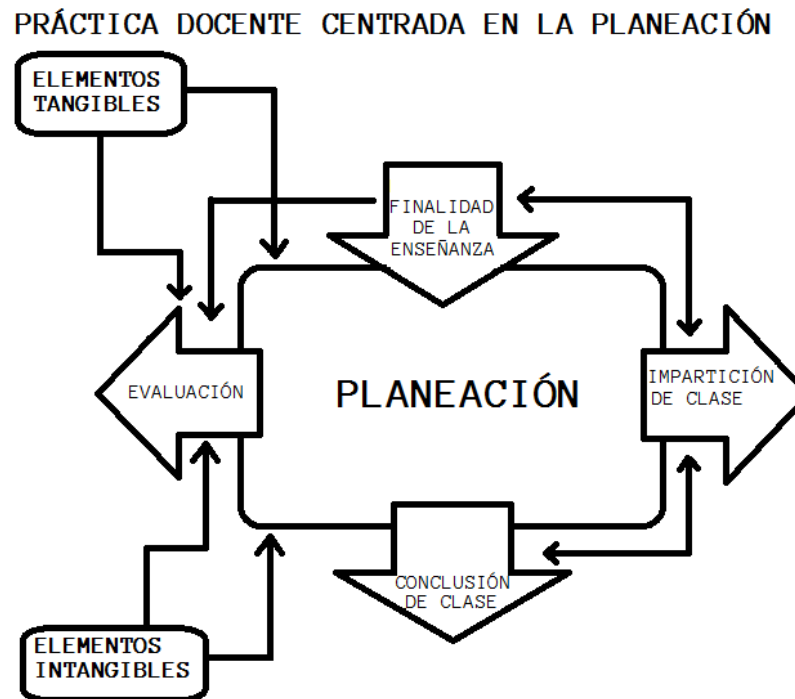 PRÁCTICA DOCENTE CENTRADA EN LA PLANEACIÓN
ELEMENTOS
TANGIBLES
FINALIDAD
DE LA
ENSEÑANZA
EVALUACIÓN
PLANEACIÓN
IMPARTICIÓN
DE CLASE
CONCLUSIÓN
DE CLASE
ELEMENTOS
INTANGIBLES